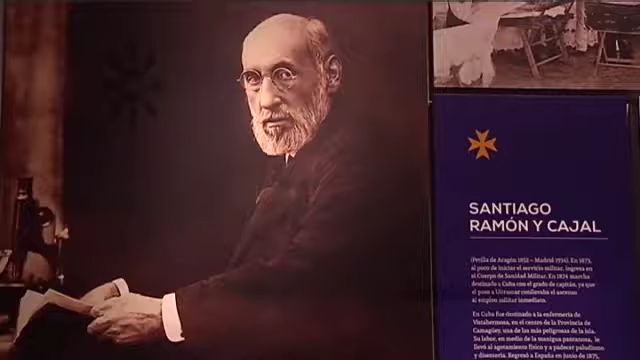 SANTIAGO
RAMÓN Y CAJAL
(Petilla de Aragón 1852 – Madrid 1934). En 1873,
al poco de iniciar el servicio militar, ingresa en
el Cuerpo de Sanidad Militar. En 1874 marcha
destinado a Cuba con el grado de capitán, ya que
el paso a Ultramar conllevaba el ascenso
al empleo militar inmediato.
En Cuba fue destinado a la enfermería de
Vistahermosa, en el centro de la Provincia de
Camagüey, una de las más peligrosas de la isla.
Su labor, en medio de la manigua pantanosa, le
llevó al agotamiento físico y a padecer paludismo
y disentería. Regresó a España en junio de 1875,